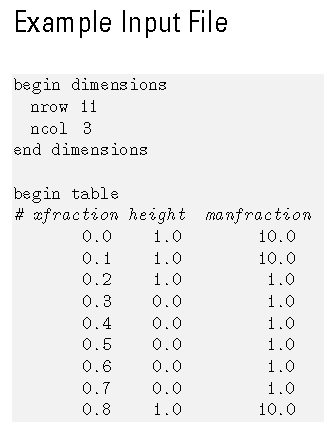 Example Input File
begin dimensions
nrow 11
ncol 3
end dimensions
begin table
# xfraction height manfraction
0.0 1.0 10.0
0.1 1.0 10.0
0.2 1.0 1.0
0.3 0.0 1.0
0.4 0.0 1.0
0.5 0.0 1.0
0.6 0.0 1.0
0.7 0.0 1.0
0.8 1.0 10.0